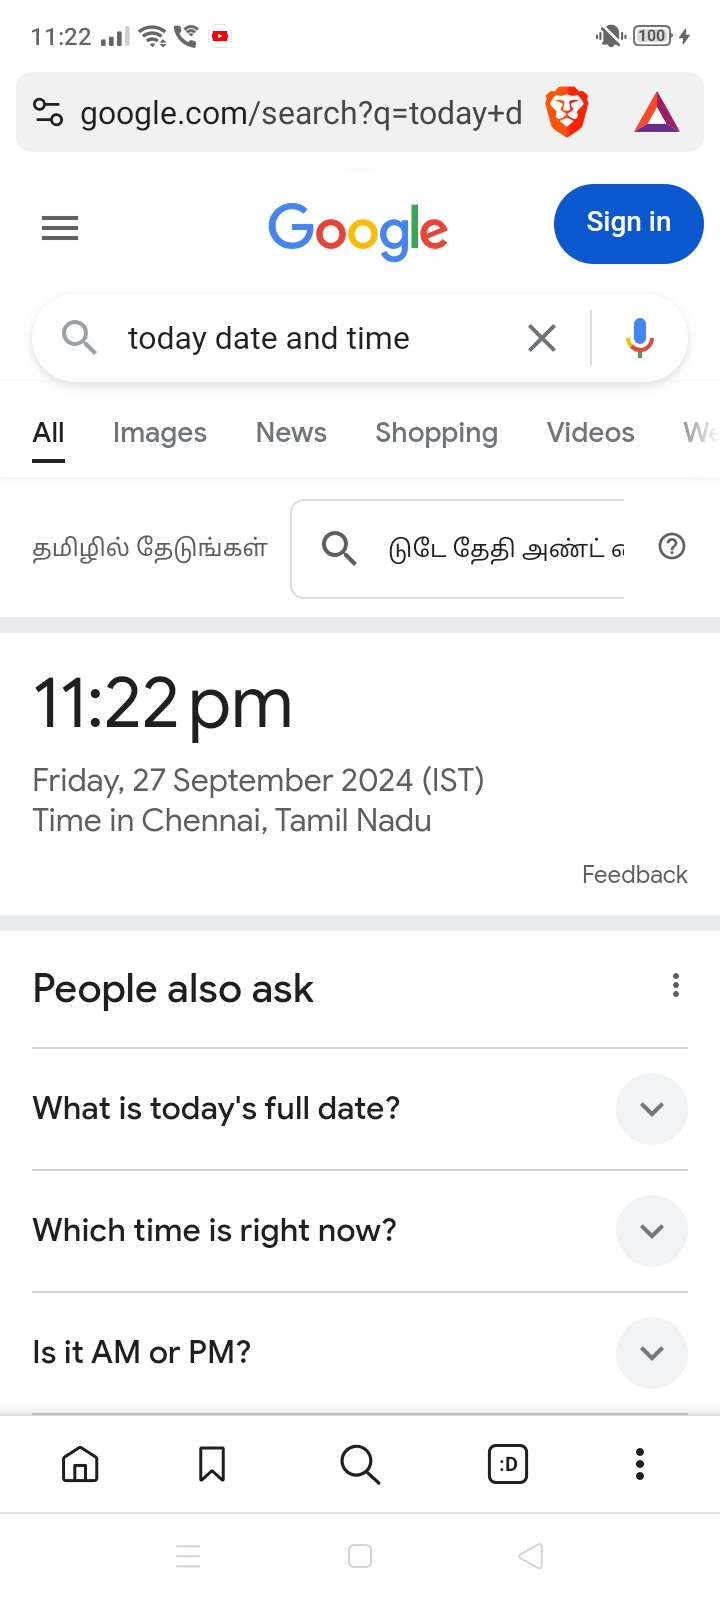 11:22
100
google.com/search?q=today+d
Google
Sign in
today date and time
All Images News Shopping Videos
தமிழில் தேடுங்கள்
டுடே தேதி அண்ட்
11:22 pm
Friday, 27 September 2024 (IST)
Time in Chennai, Tamil Nadu
Feedback
People also ask
What is today's full date?
Which time is right now?
Is it AM or PM?
:D